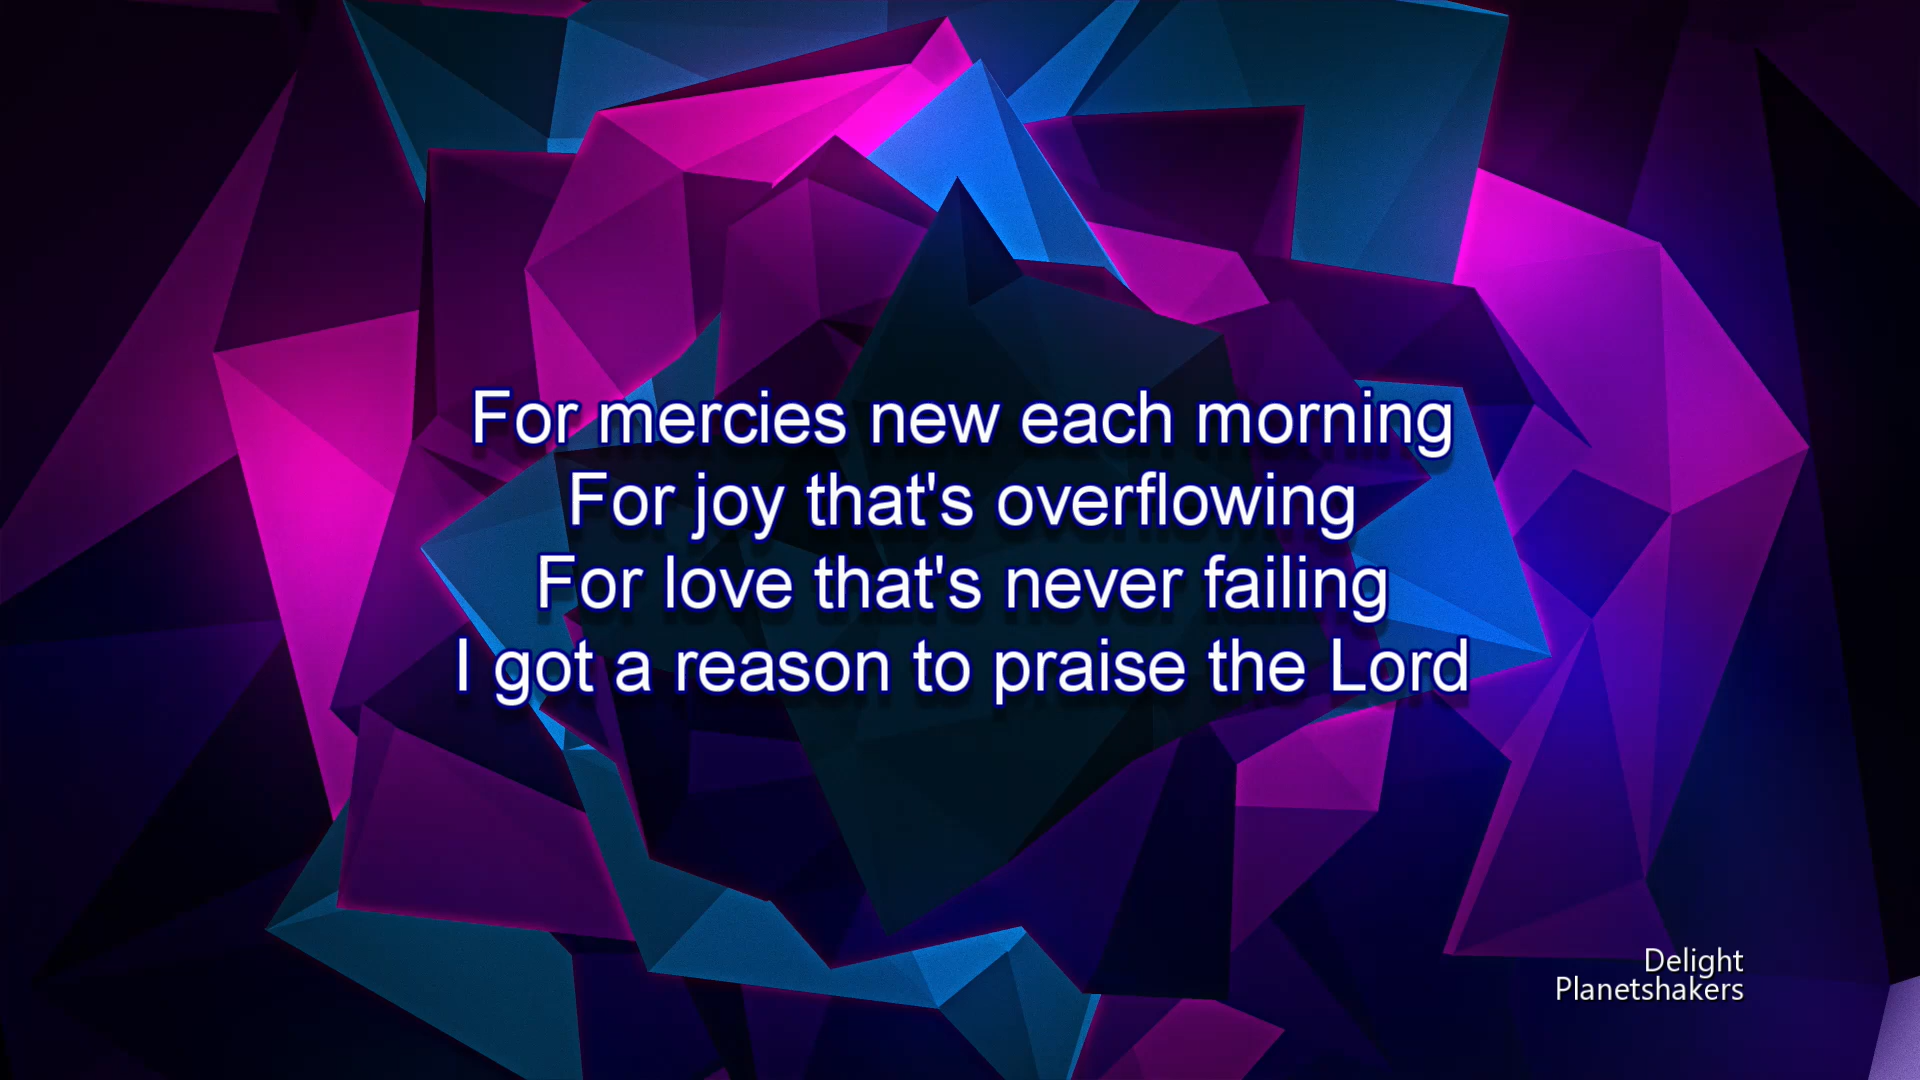 For mercies new each morning
For joy that's overflowing
For love that's never failing
I got a reason to praise the Lord
Delight
Planetshakers